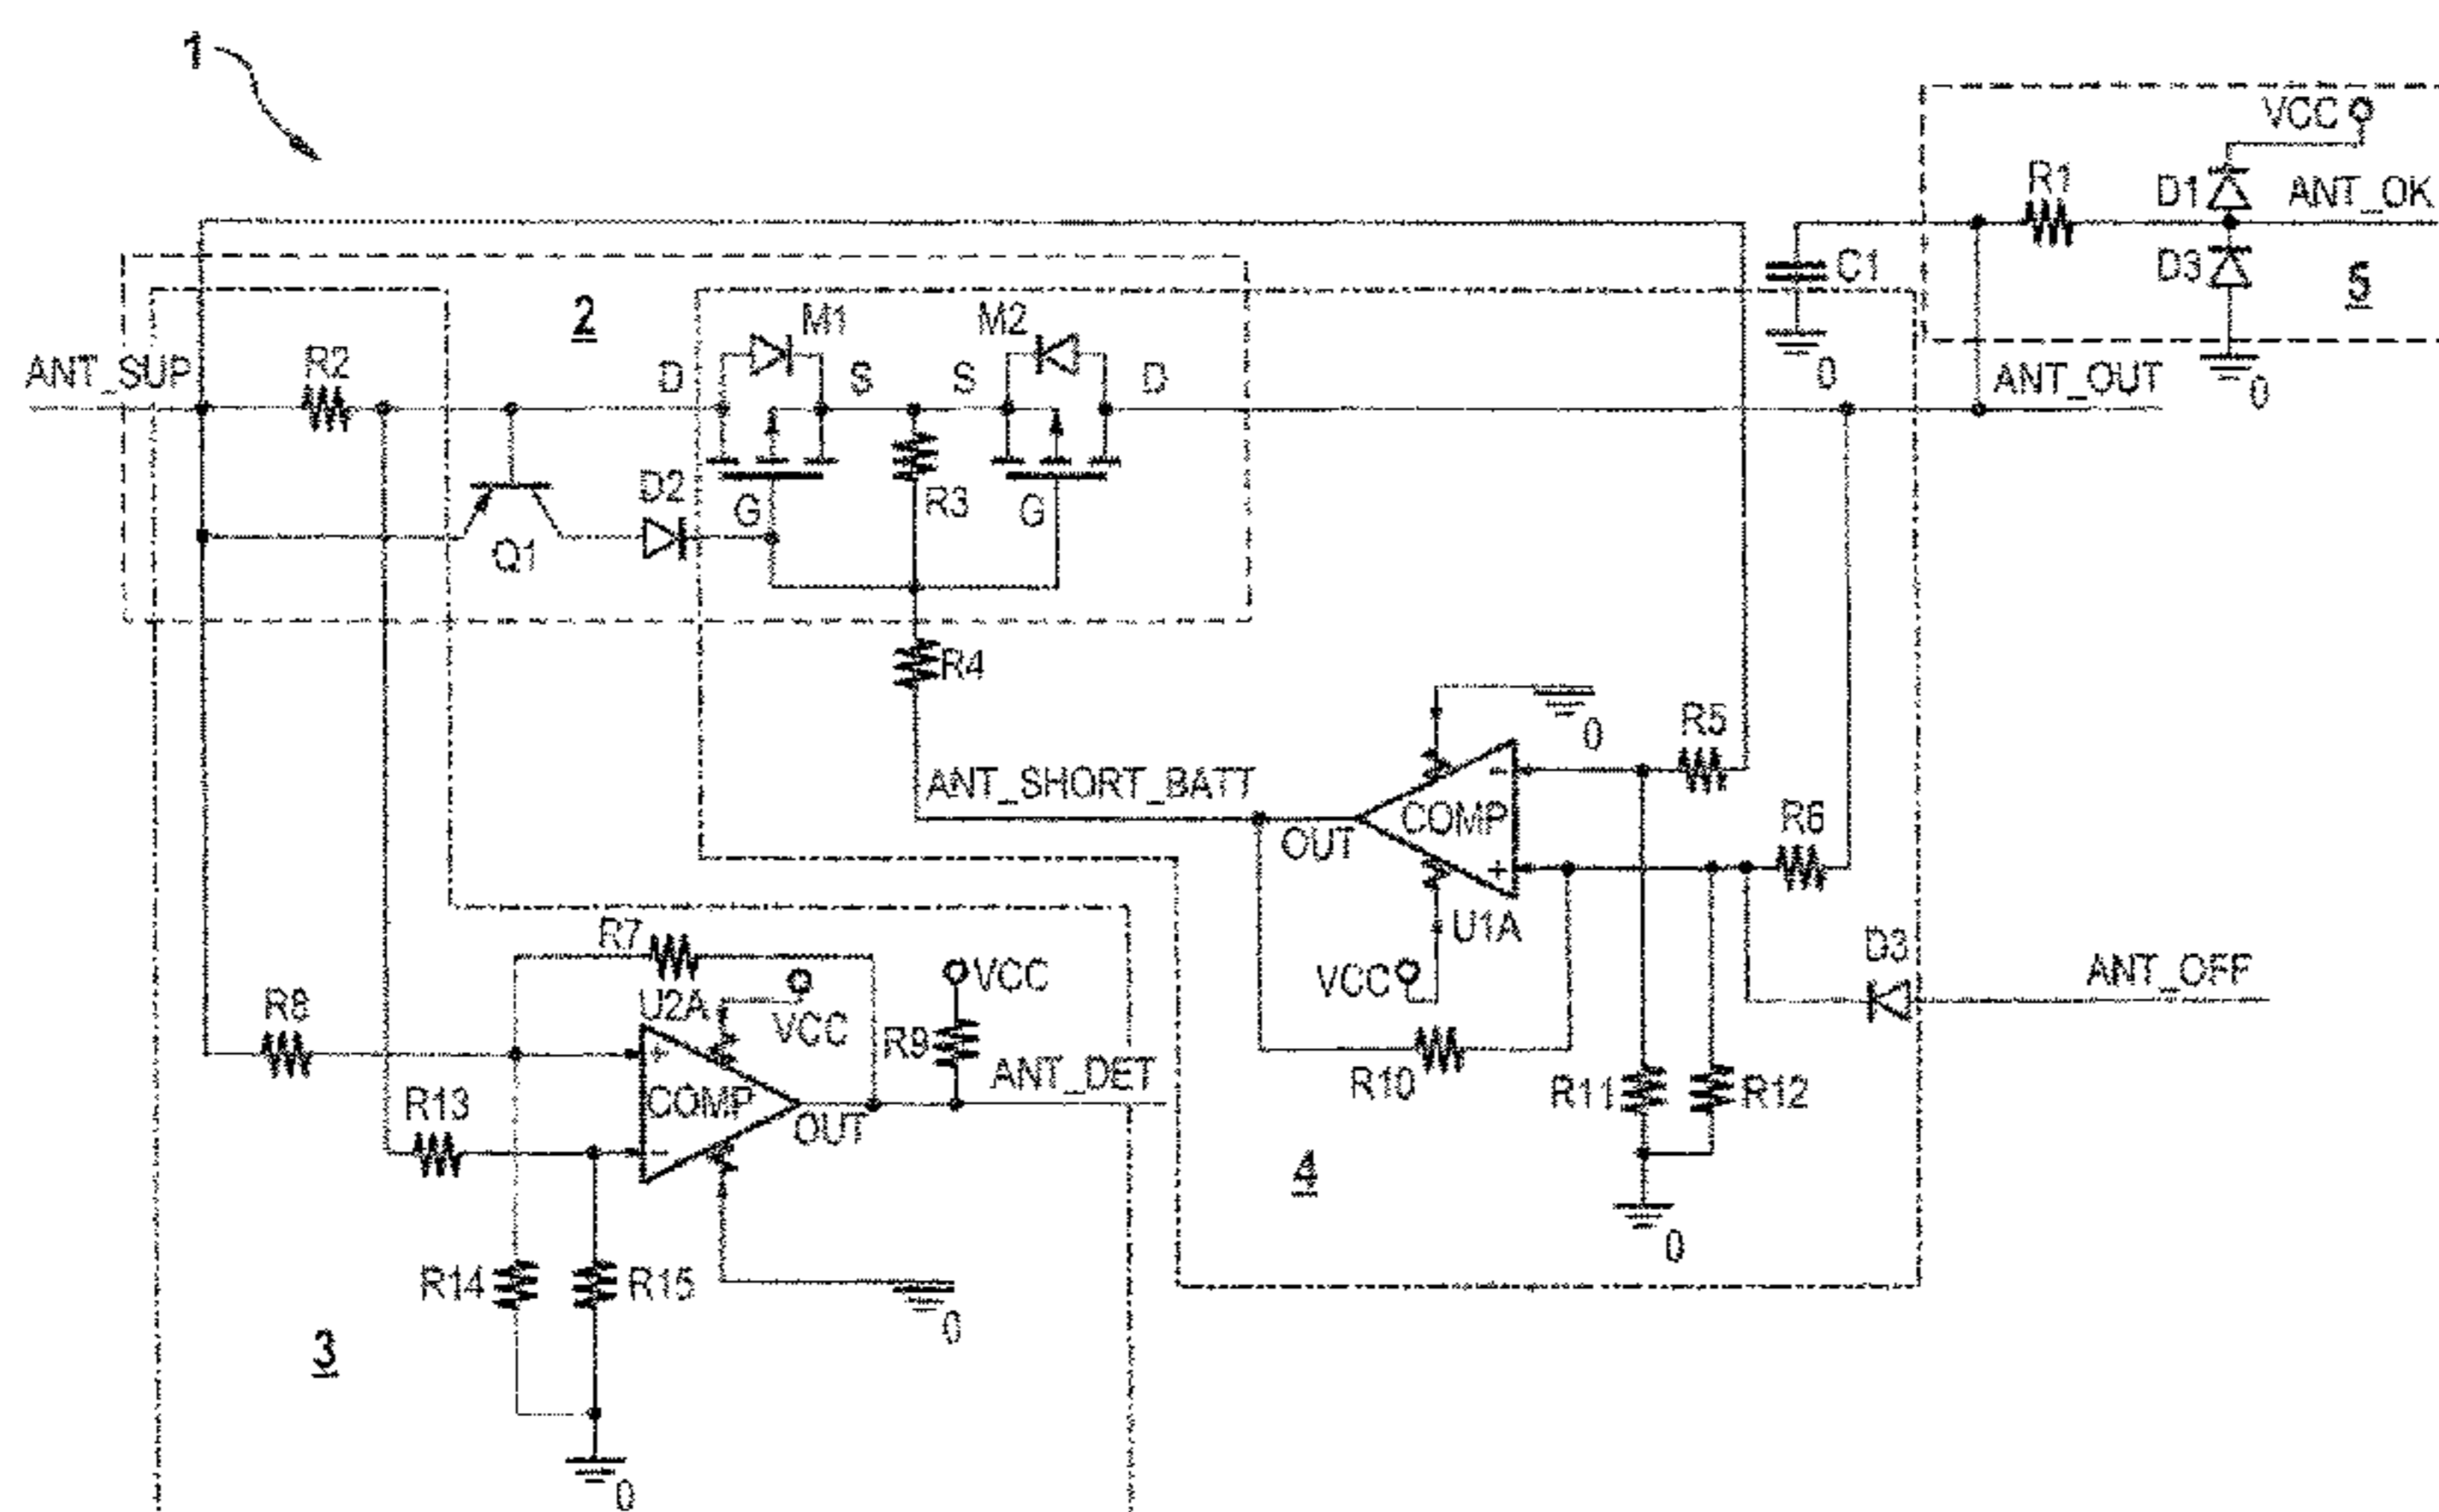 1
VCC
R1
D1
ANT_OK
D3
5
C1
0
0
2
M1
M2
ANT_SUP
R2
D
S
S
D
ANT_OUT
D2
G
R3
G
Q1
R4
ANT_SHORT_BATT
0
R5
-
COMP
OUT
+
R6
U1A
VCC
D3
ANT_OFF
R10
R11
R12
4
0
R7
U2A
VCC
VCC
R8
R9
+
COMP
ANT_DET
R13
OUT
-
R14
R15
0
3
0